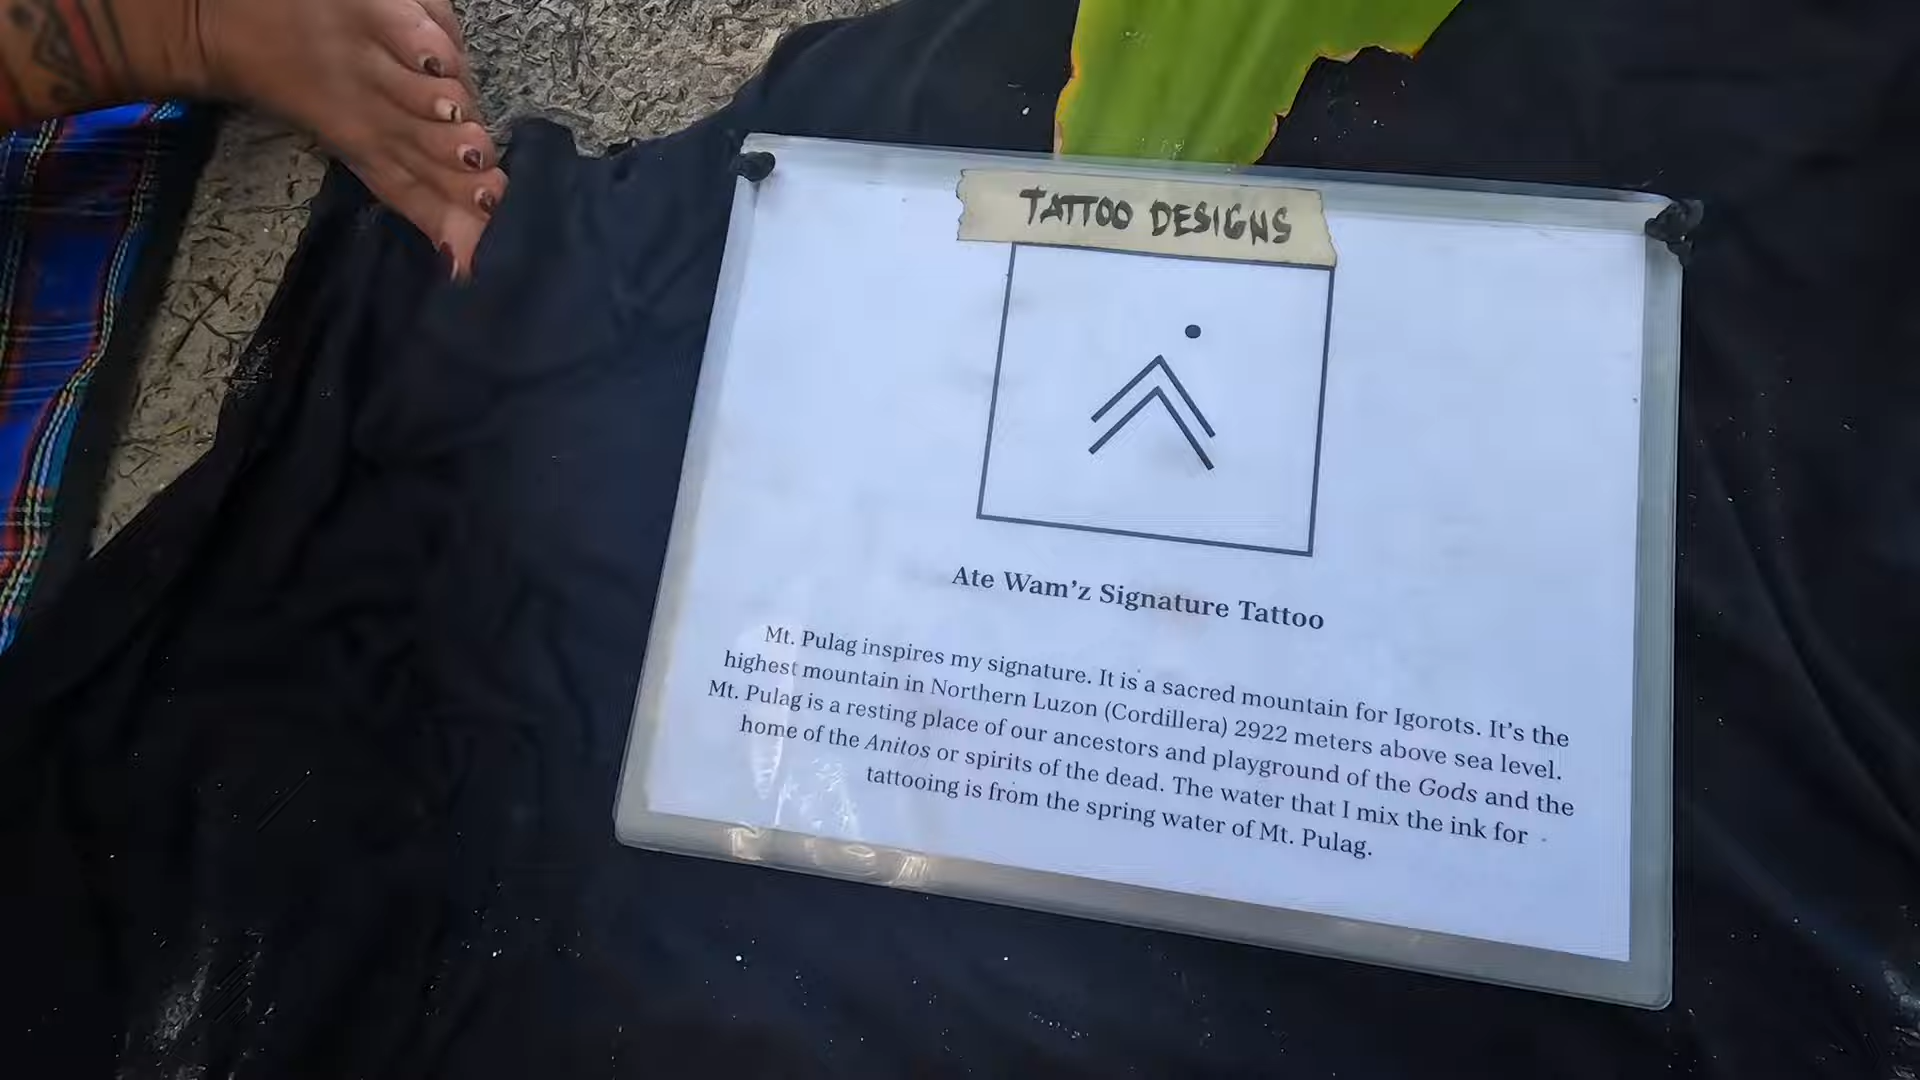 TATTOO DESIGNS
Ate Wam'z Signature Tattoo
Mt. Pulag inspires my signature. It is a sacred mountain for Igorots. It's the
highest mountain in Northern Luzon (Cordillera) 2922 meters above sea level.
Mt. Pulag is a resting place of our ancestors and playground of the Gods and the
home of the Anitos or spirits of the dead. The water that I mix the ink for
tattooing is from the spring water of Mt. Pulag.